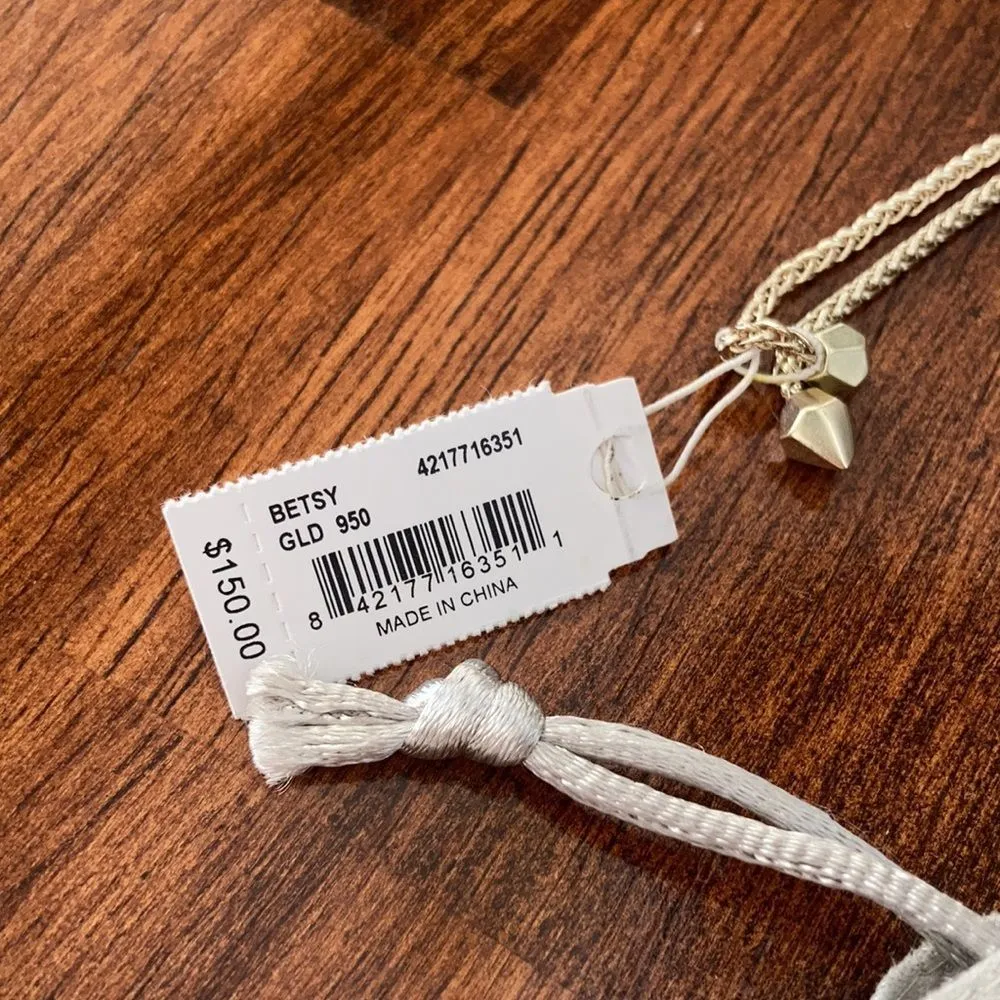 $150.00
BETSY
GLD 950
4217716351
8 42177 16351 1
MADE IN CHINA